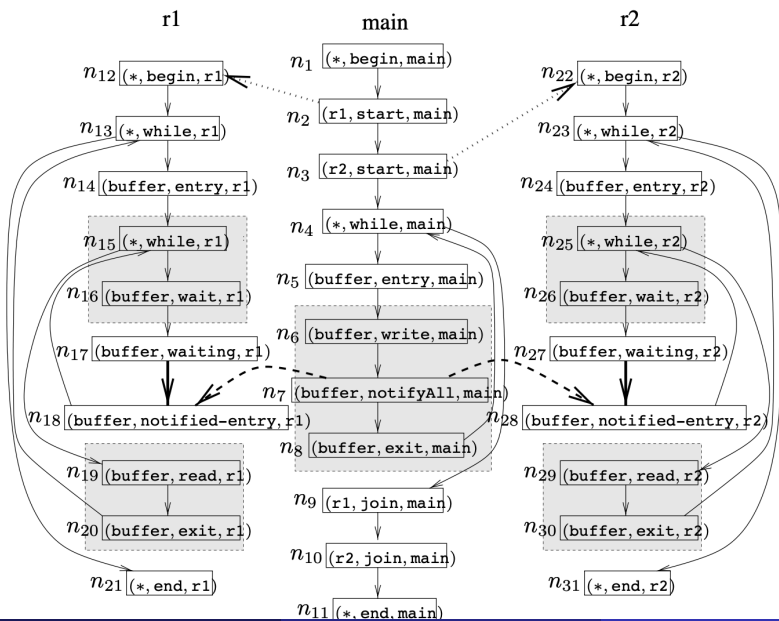 r1
main
r2
n12 (*, begin, r1)
n1 (*, begin, main)
n22 (*, begin, r2)
n13 (*, while, r1)
n2 (r1, start, main)
n23 (*, while, r2)
n14 (buffer, entry, r1)
n3 (r2, start, main)
n24 (buffer, entry, r2)
n15 (*, while, r1)
n4 (*, while, main)
n25 (*, while, r2)
n16 (buffer, wait, r1)
n5 (buffer, entry, main)
n26 (buffer, wait, r2)
n17 (buffer, waiting, r1)
n6 (buffer, write, main)
n27 (buffer, waiting, r2)
n18 (buffer, notified-entry, r1)
n7 (buffer, notifyAll, main)
n28 (buffer, notified-entry, r2)
n8 (buffer, exit, main)
n19 (buffer, read, r1)
n29 (buffer, read, r2)
n9 (r1, join, main)
n20 (buffer, exit, r1)
n30 (buffer, exit, r2)
n10 (r2, join, main)
n21 (*, end, r1)
n31 (*, end, r2)
n11 (*, end, main)